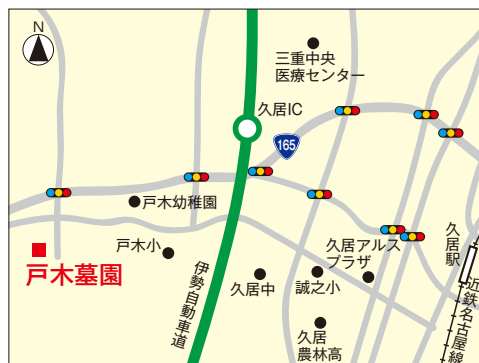 N
三重中央
医療センター
久居IC
165
戸木幼稚園
戸木小
戸木墓園
伊勢自動車道
久居中
誠之小
久居アルス
プラザ
久居
農林高
久居駅
近鉄名古屋線